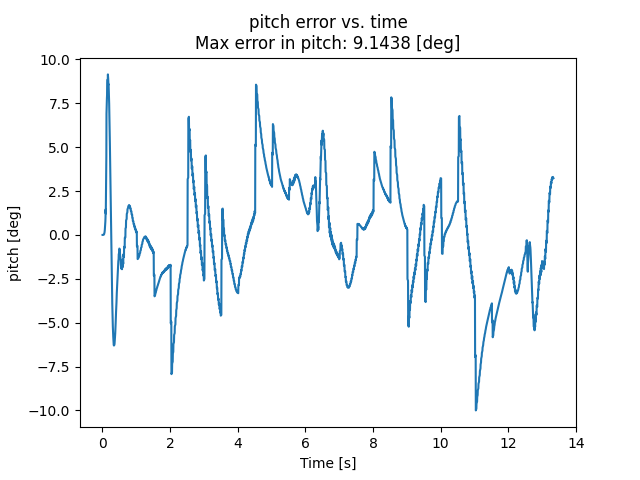 pitch error vs. time
Max error in pitch: 9.1438 [deg]
10.0
7.5
5.0
2.5
0.0
−2.5
−5.0
−7.5
−10.0
pitch [deg]
0 2 4 6 8 10 12 14
Time [s]